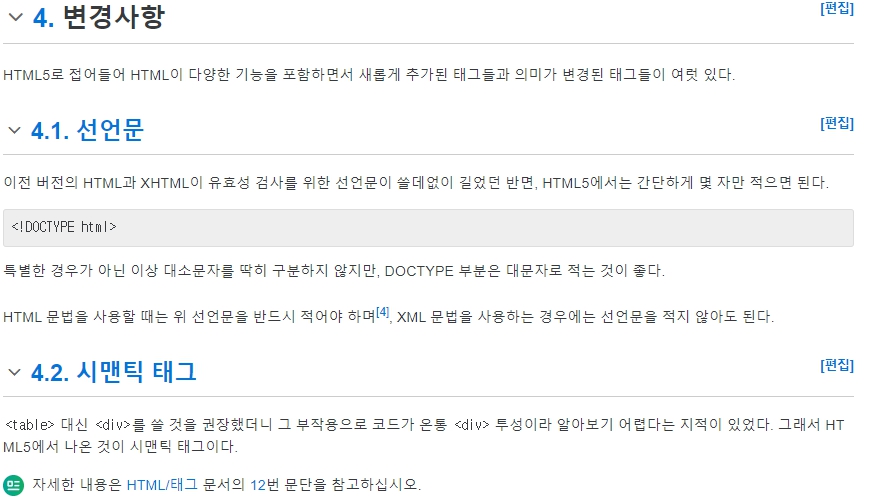 4. 변경사항
[편집]
HTML5로 접어들어 HTML이 다양한 기능을 포함하면서 새롭게 추가된 태그들과 의미가 변경된 태그들이 여럿 있다.
4.1. 선언문
[편집]
이전 버전의 HTML과 XHTML이 유효성 검사를 위한 선언문이 쓸데없이 길었던 반면, HTML5에서는 간단하게 몇 자만 적으면 된다.
<!DOCTYPE html>
특별한 경우가 아닌 이상 대소문자를 딱히 구분하지 않지만, DOCTYPE 부분은 대문자로 적는 것이 좋다.
HTML 문법을 사용할 때는 위 선언문을 반드시 적어야 하며[4], XML 문법을 사용하는 경우에는 선언문을 적지 않아도 된다.
4.2. 시맨틱 태그
[편집]
<table> 대신 <div>를 쓸 것을 권장했더니 그 부작용으로 코드가 온통 <div> 투성이라 알아보기 어렵다는 지적이 있었다. 그래서 HT
ML5에서 나온 것이 시맨틱 태그이다.
자세한 내용은 HTML/태그 문서의 12번 문단을 참고하십시오.